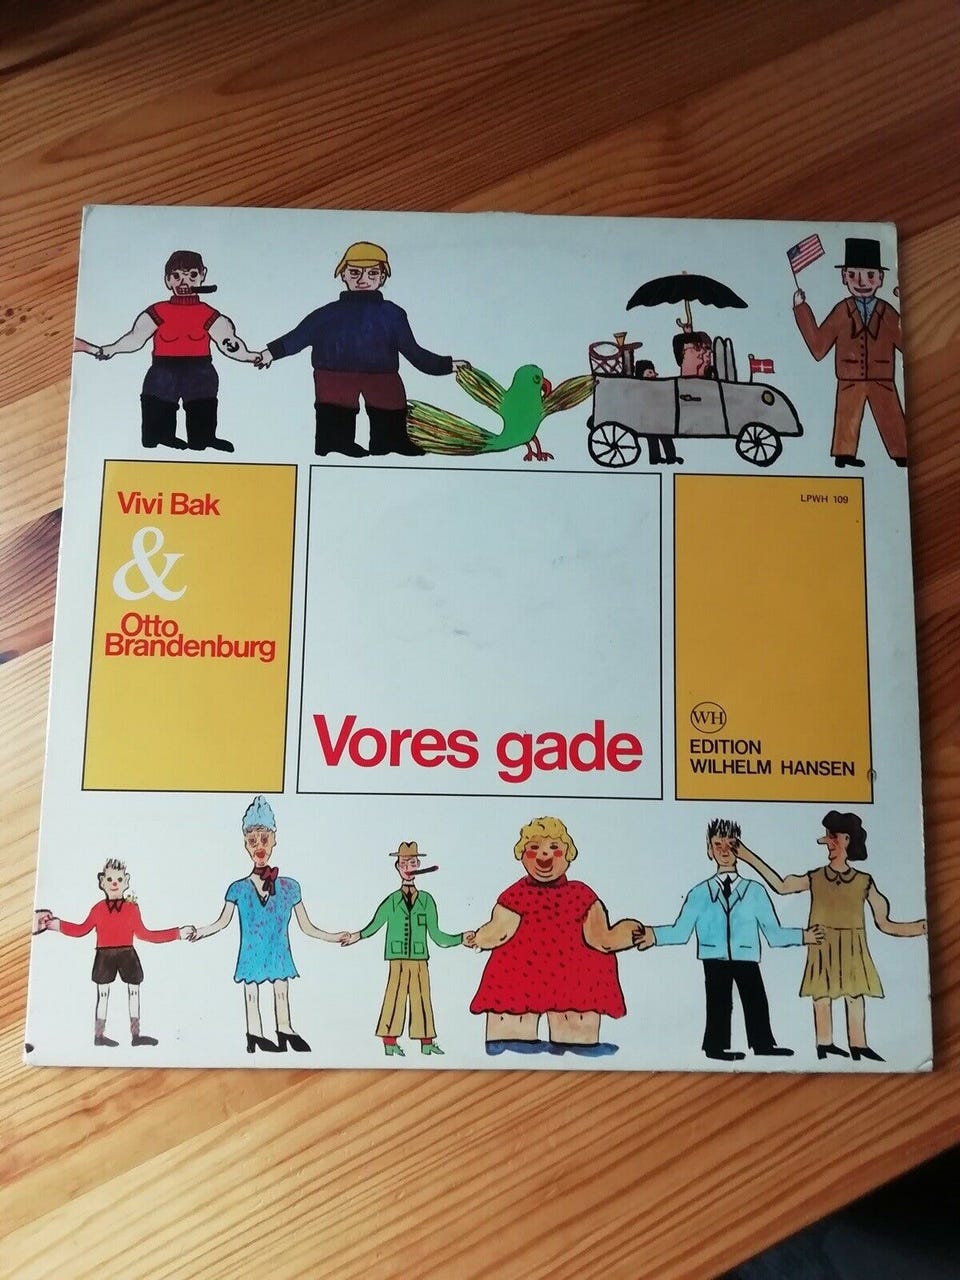 Vivi Bak
&
Otto
Brandenburg
Vores gade
LPWH 109
WH
EDITION
WILHELM HANSEN